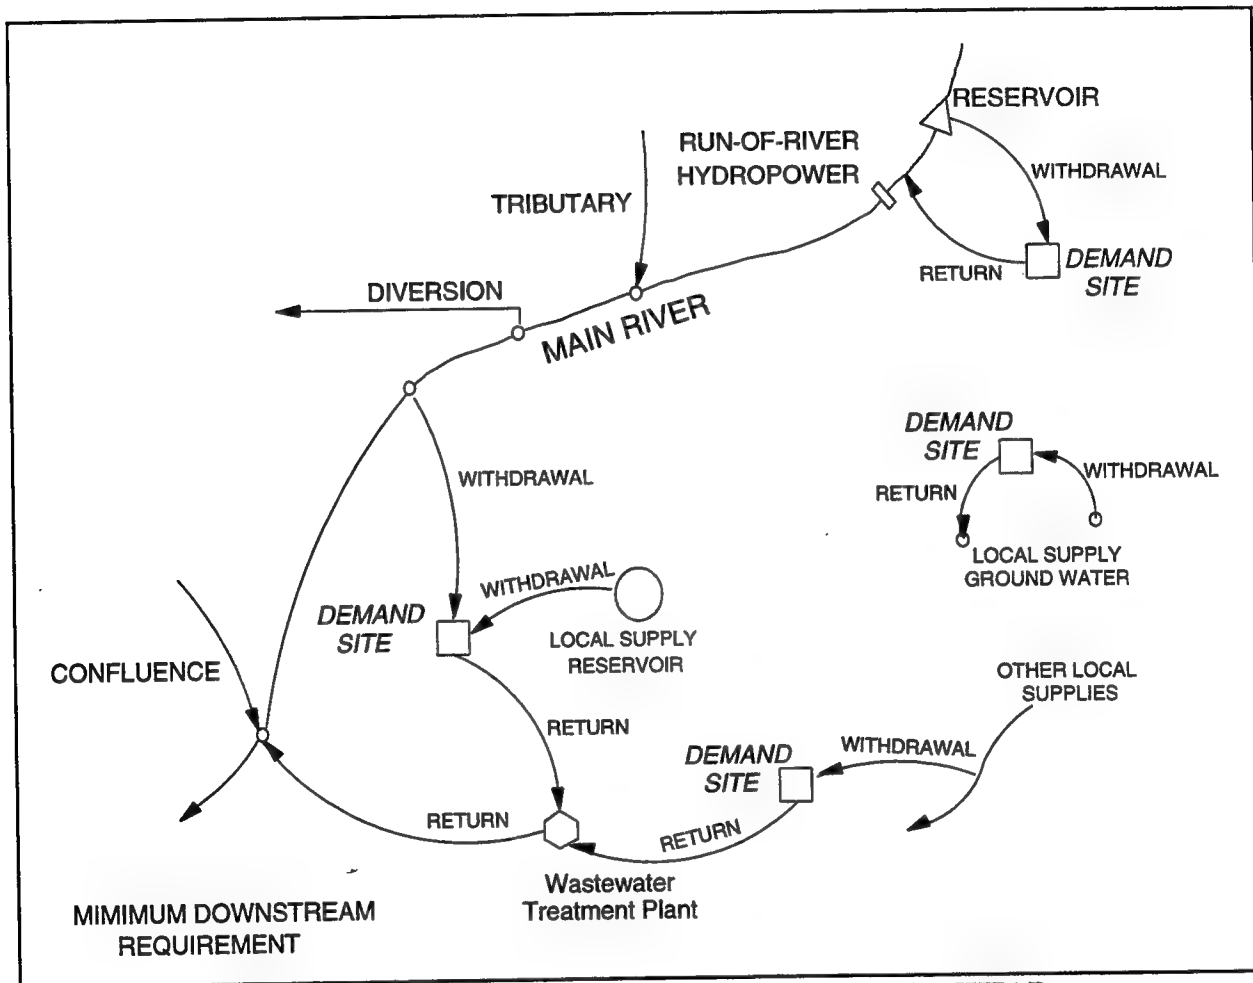 RESERVOIR
RUN-OF-RIVER
HYDROPOWER
WITHDRAWAL
TRIBUTARY
RETURN
DEMAND
SITE
DIVERSION
MAIN RIVER
DEMAND
SITE
WITHDRAWAL
RETURN
LOCAL SUPPLY
GROUND WATER
WITHDRAWAL
WITHDRAWAL
DEMAND
SITE
LOCAL SUPPLY
RESERVOIR
CONFLUENCE
OTHER LOCAL
SUPPLIES
RETURN
DEMAND
SITE
WITHDRAWAL
RETURN
RETURN
Wastewater
Treatment Plant
MIMIMUM DOWNSTREAM
REQUIREMENT